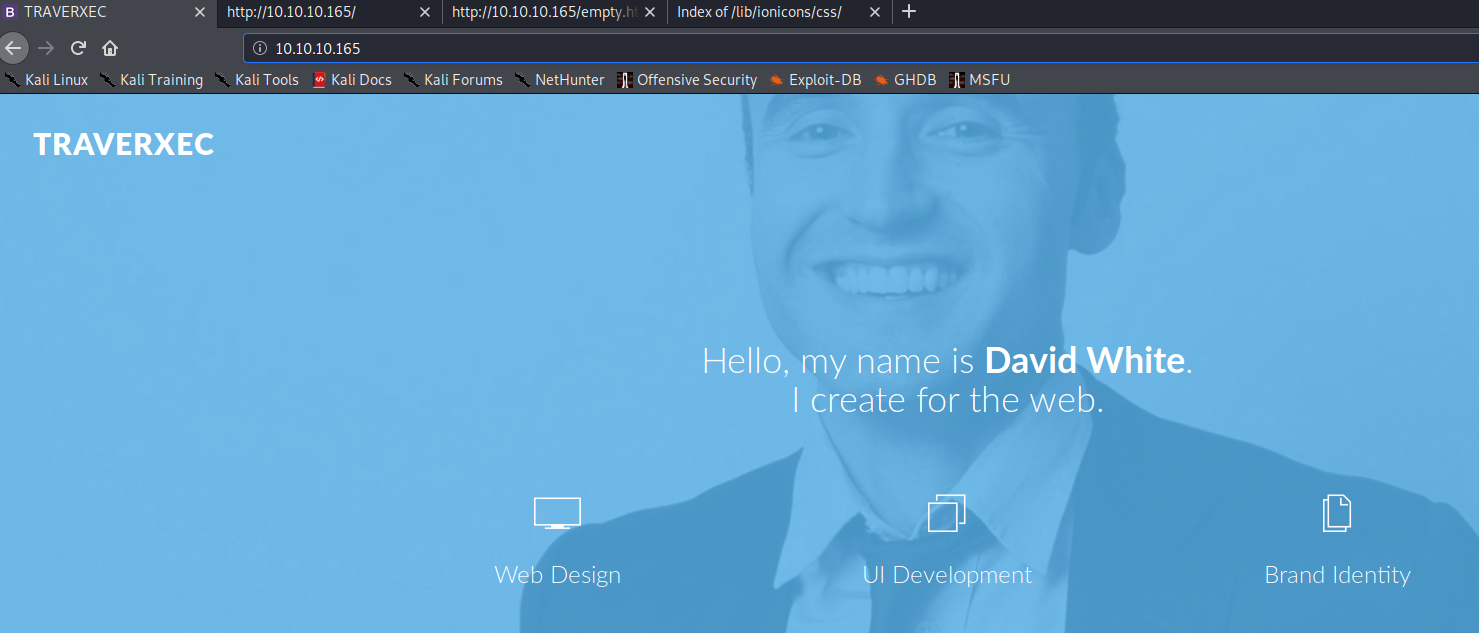 TRAVERXEC http://10.10.10.165/ http://10.10.10.165/empty.ht Index of /lib/ionicons/css/
10.10.10.165
Kali Linux Kali Training Kali Tools Kali Docs Kali Forums NetHunter Offensive Security Exploit-DB GHDB MSFU
TRAVERXEC
Hello, my name is David White.
I create for the web.
Web Design UI Development Brand Identity